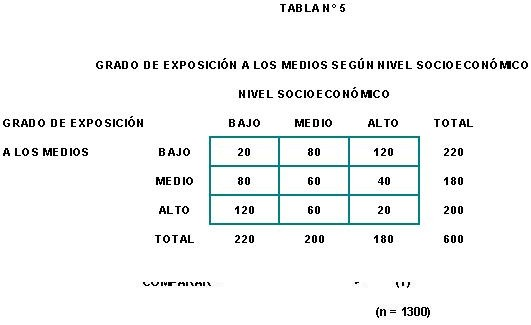 TABLA N° 5
GRADO DE EXPOSICIÓN A LOS MEDIOS SEGÚN NIVEL SOCIOECONÓMICO
NIVEL SOCIOECONÓMICO
GRADO DE EXPOSICIÓN BAJO MEDIO ALTO TOTAL
A LOS MEDIOS BAJO 20 80 120 220
MEDIO 80 60 40 180
ALTO 120 60 20 200
TOTAL 220 200 180 600
COMPARAR (1)
(n = 1300)